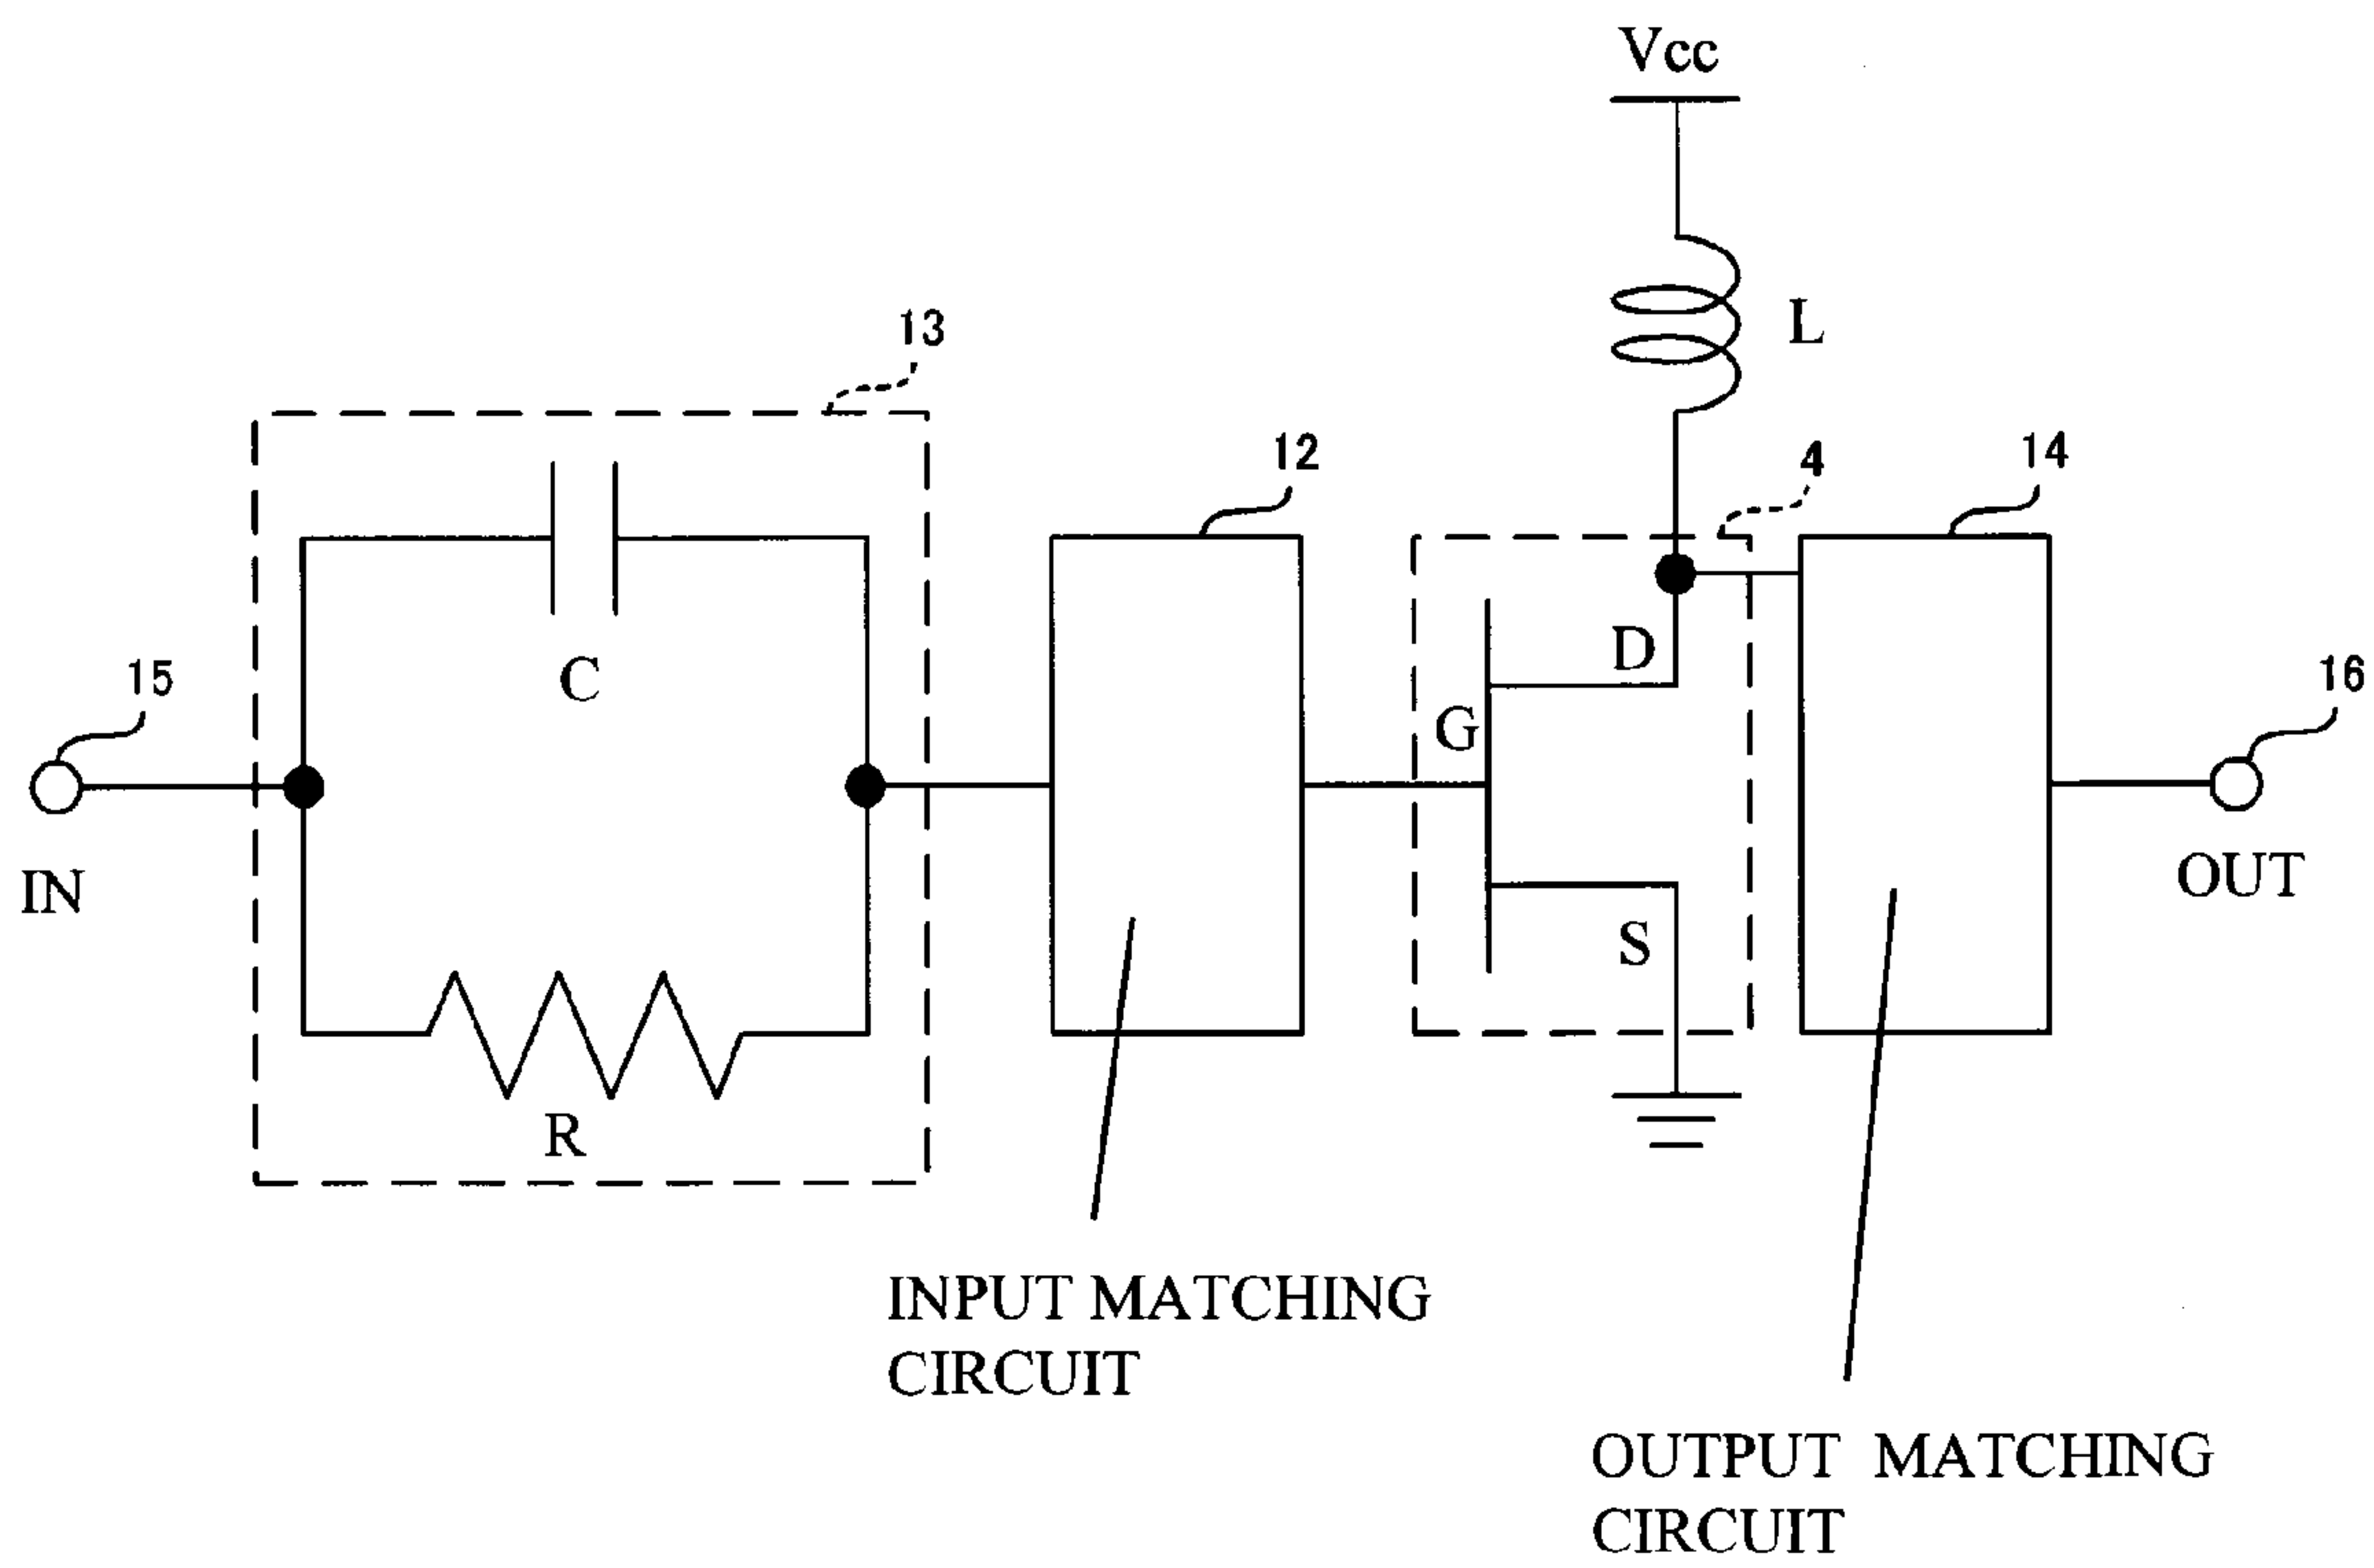 Vcc
L
13
12
4
14
C
D
15
16
G
IN
OUT
S
R
INPUT MATCHING
CIRCUIT
OUTPUT MATCHING
CIRCUIT